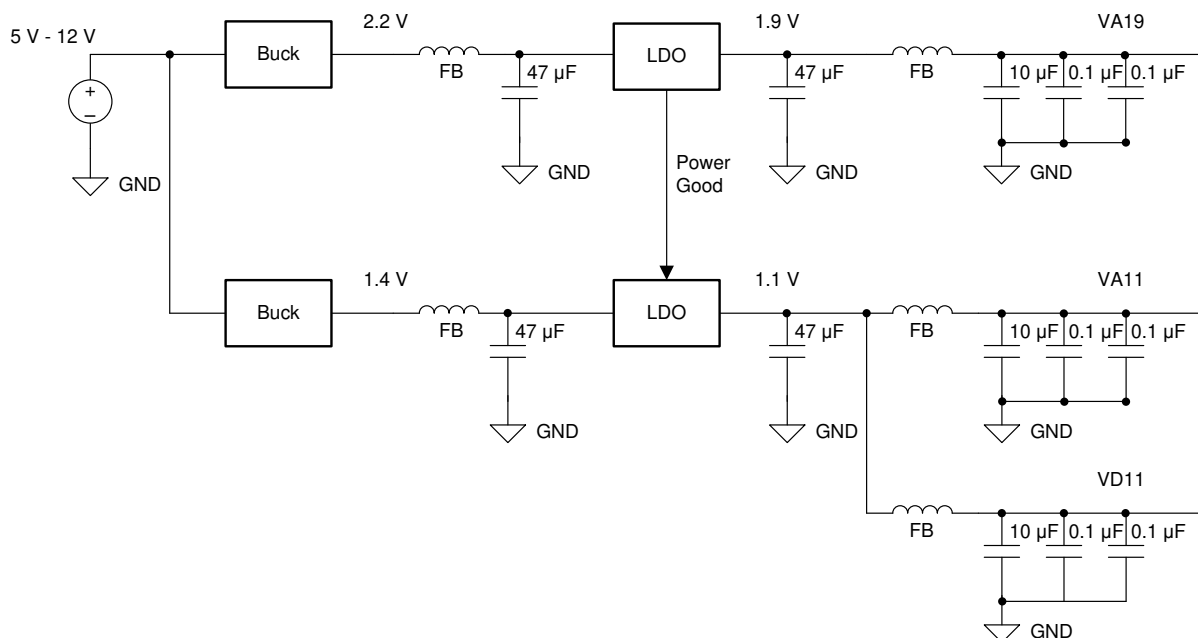 5 V - 12 V
2.2 V
1.9 V
VA19
Buck
FB
47 µF
LDO
47 µF
FB
10 µF
0.1 µF
0.1 µF
+
−
GND
GND
Power
Good
GND
GND
1.4 V
1.1 V
VA11
Buck
FB
47 µF
LDO
47 µF
FB
10 µF
0.1 µF
0.1 µF
GND
GND
GND
VD11
FB
10 µF
0.1 µF
0.1 µF
GND